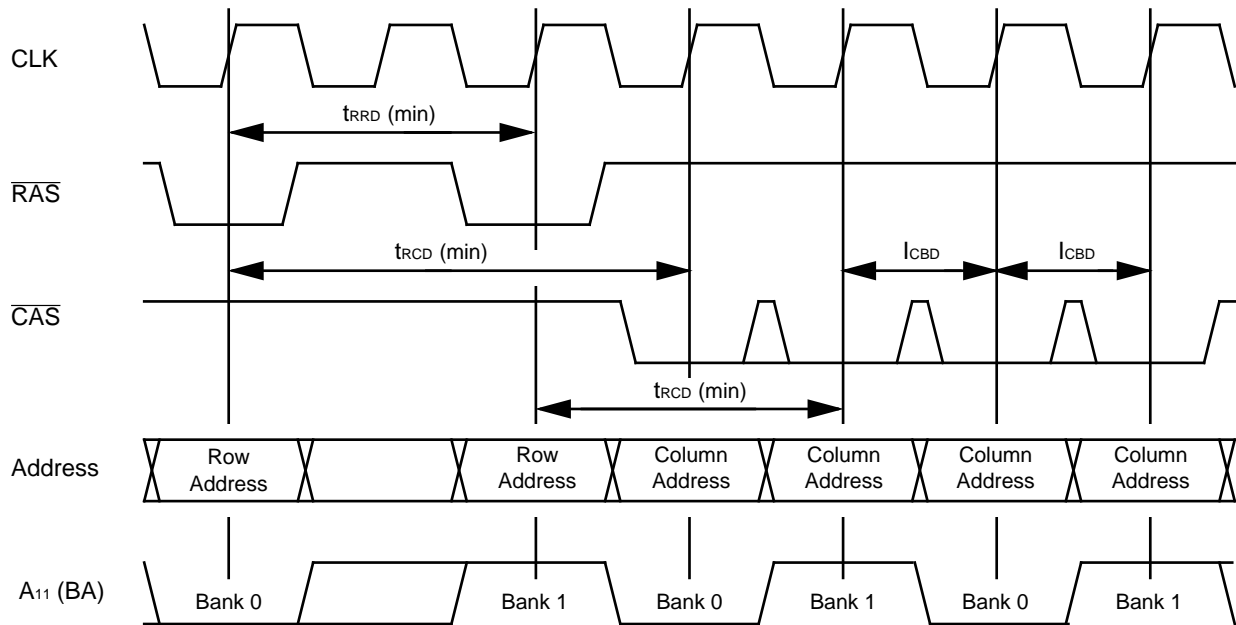 CLK
tRRD (min)
RAS
tRCD (min)
ICBD
ICBD
CAS
tRCD (min)
Address
Row
Address
Row
Address
Column
Address
Column
Address
Column
Address
Column
Address
A11 (BA)
Bank 0
Bank 1
Bank 0
Bank 1
Bank 0
Bank 1